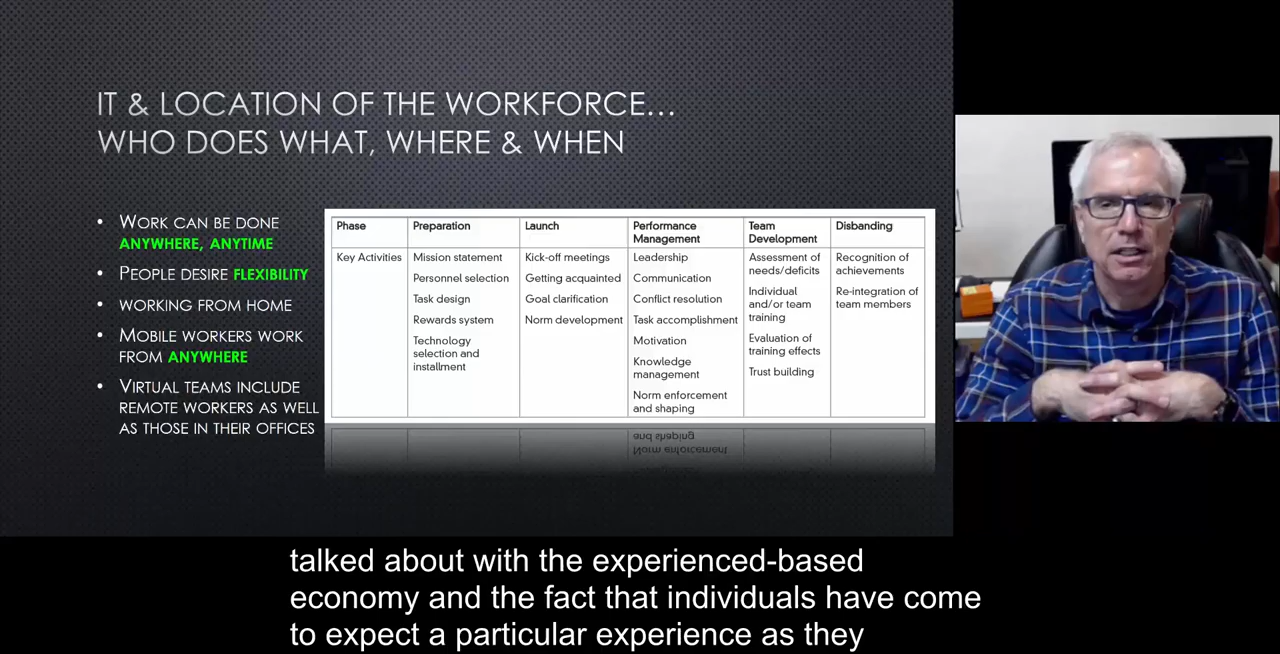 IT & LOCATION OF THE WORKFORCE...
WHO DOES WHAT, WHERE & WHEN
• WORK CAN BE DONE
ANYWHERE, ANYTIME
• PEOPLE DESIRE FLEXIBILITY
• WORKING FROM HOME
• MOBILE WORKERS WORK
FROM ANYWHERE
• VIRTUAL TEAMS INCLUDE
REMOTE WORKERS AS WELL
AS THOSE IN THEIR OFFICES
Phase
Key Activities
Preparation
Mission statement
Personnel selection
Task design
Rewards system
Technology
selection and
installment
Launch
Kick-off meetings
Getting acquainted
Goal clarification
Norm development
Performance
Management
Leadership
Communication
Conflict resolution
Task accomplishment
Motivation
Knowledge
management
Norm enforcement
and shaping
Team
Development
Assessment of
needs/deficits
Individual
and/or team
training
Evaluation of
training effects
Trust building
Disbanding
Recognition of
achievements
Re-integration of
team members
talked about with the experienced-based
economy and the fact that individuals have come
to expect a particular experience as they